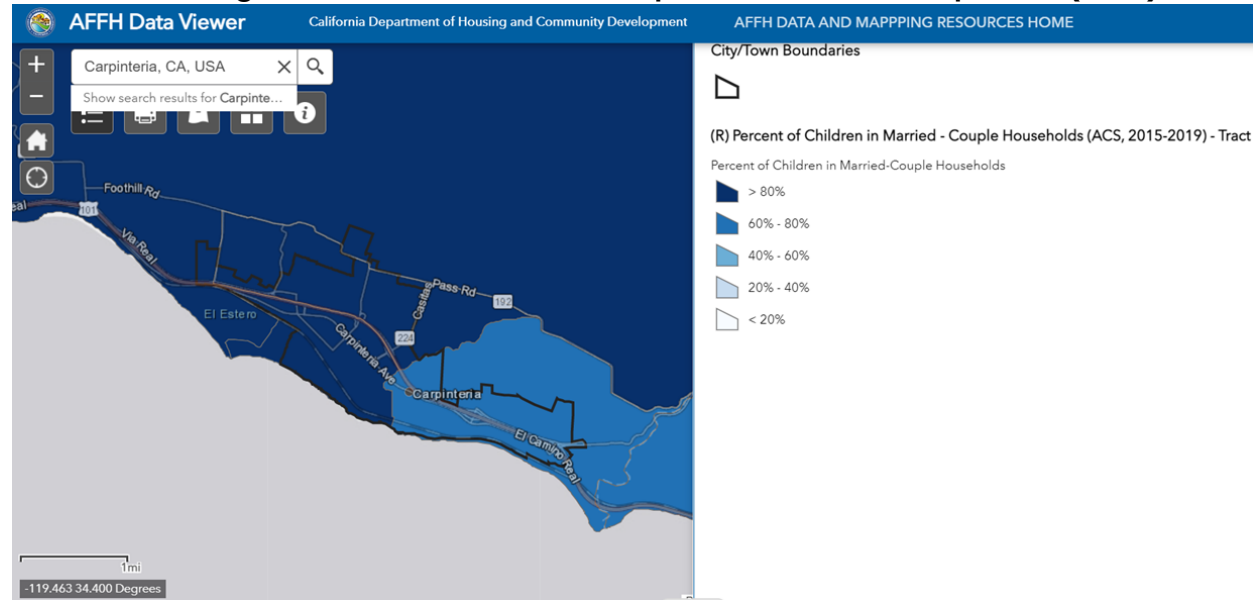 AFFH Data Viewer
California Department of Housing and Community Development
AFFH DATA AND MAPPPING RESOURCES HOME
Carpinteria, CA, USA
Show search results for Carpinte...
Foothill Rd
101
Via Real
El Estero
Casitas Pass Rd
192
224
Carpinteria Ave
Carpinteria
El Camino Real
1mi
-119.463 34.400 Degrees
City/Town Boundaries
(R) Percent of Children in Married - Couple Households (ACS, 2015-2019) - Tract
Percent of Children in Married-Couple Households
> 80%
60% - 80%
40% - 60%
20% - 40%
< 20%